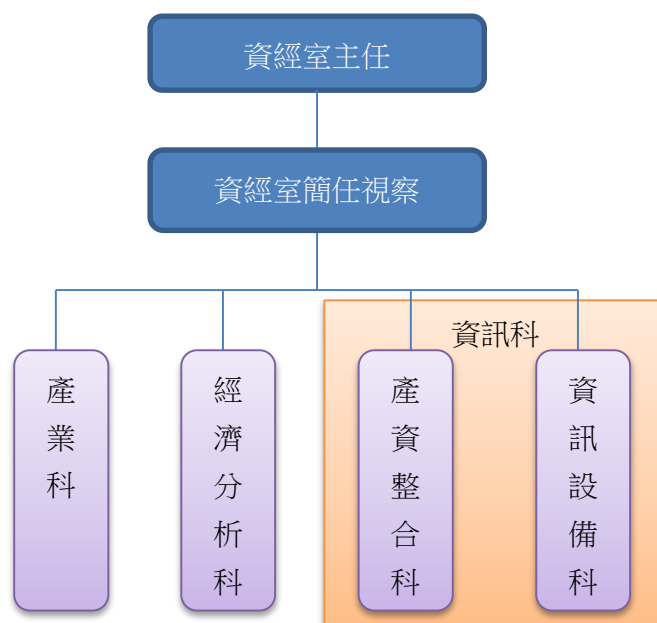 資經室主任
資經室簡任視察
資訊科
產業科
經濟分析科
產資整合科
資訊設備科